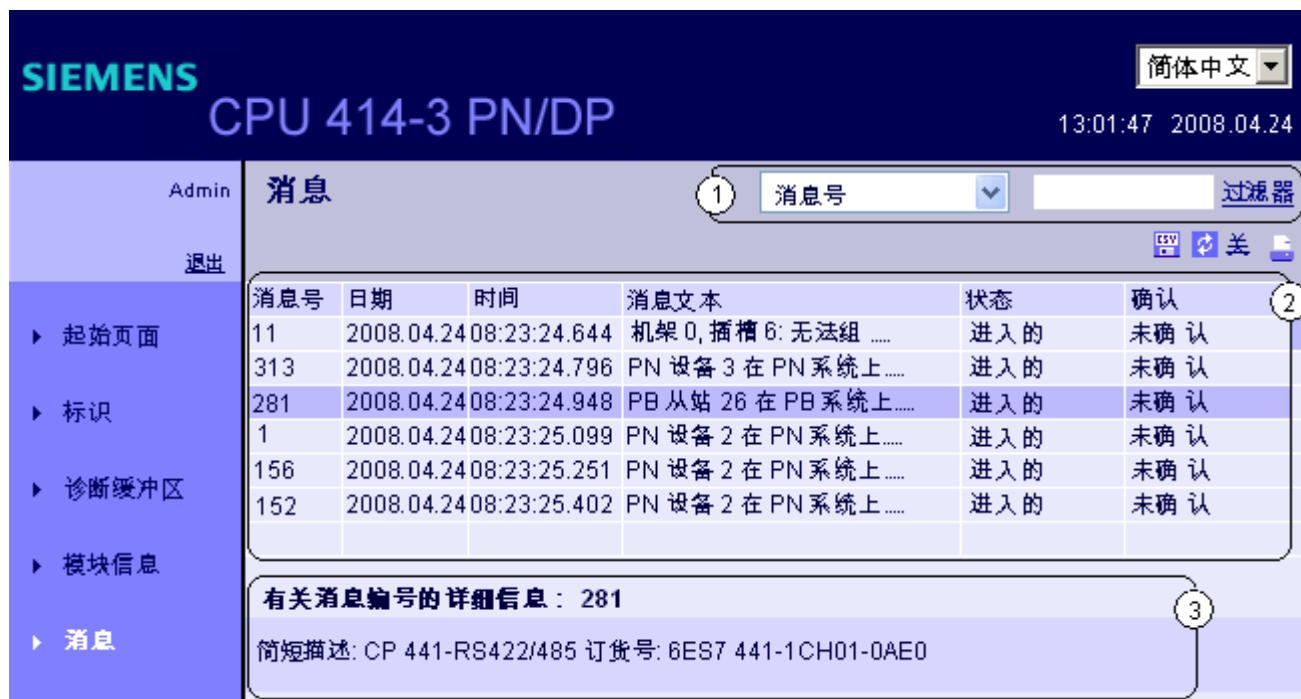 SIEMENS
CPU 414-3 PN/DP
简体中文
13:01:47 2008.04.24
Admin
退出
消息
1
消息号
过滤器
CSV
关
消息号 日期 时间 消息文本 状态 确认
2
11 2008.04.24 08:23:24.644 机架 0, 插槽 6: 无法组 ..... 进入的 未确 认
313 2008.04.24 08:23:24.796 PN 设备 3 在 PN 系统上..... 进入的 未确 认
281 2008.04.24 08:23:24.948 PB 从站 26 在 PB 系统上..... 进入的 未确 认
1 2008.04.24 08:23:25.099 PN 设备 2 在 PN 系统上..... 进入的 未确 认
156 2008.04.24 08:23:25.251 PN 设备 2 在 PN 系统上..... 进入的 未确 认
152 2008.04.24 08:23:25.402 PN 设备 2 在 PN 系统上..... 进入的 未确 认
起始页面
标识
诊断缓冲区
模块信息
消息
有关消息编号的详细信息: 281
3
简短描述: CP 441-RS422/485 订货号: 6ES7 441-1CH01-0AE0